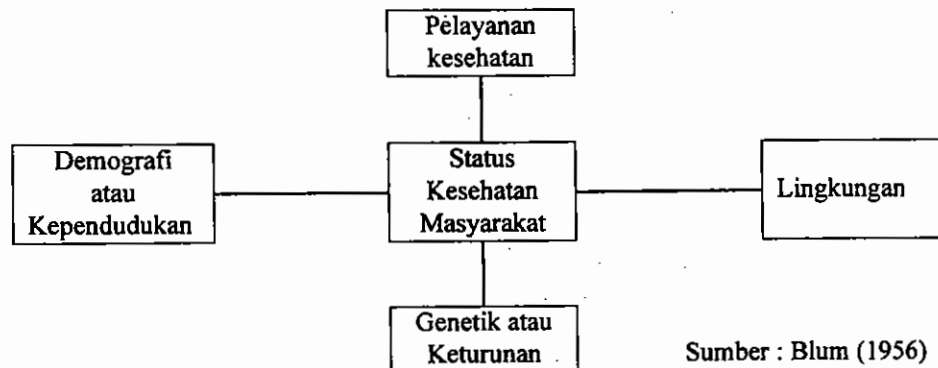 Pelayanan
kesehatan
Demografi
atau
Kependudukan
Status
Kesehatan
Masyarakat
Lingkungan
Genetik atau
Keturunan
Sumber : Blum (1956)